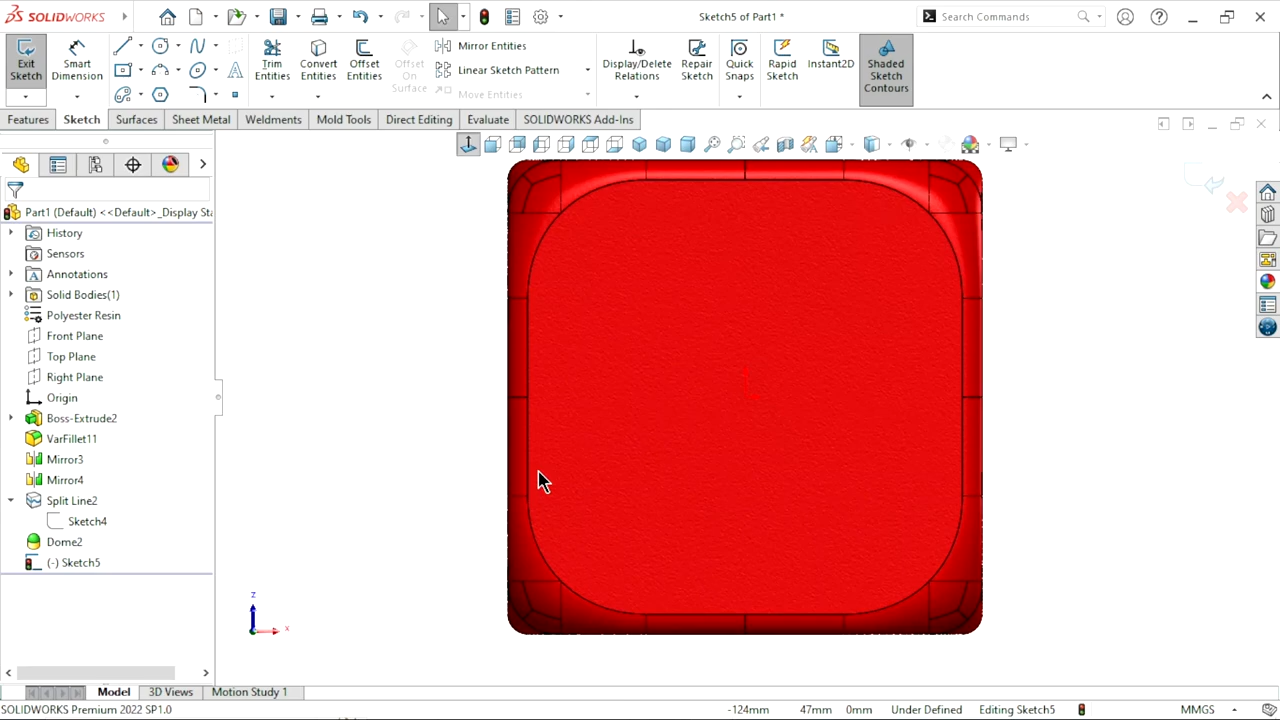 SOLIDWORKS
Sketch5 of Part1 *
Search Commands
Exit Sketch
Smart Dimension
Trim Entities
Convert Entities
Offset Entities
Offset On Surface
Mirror Entities
Linear Sketch Pattern
Move Entities
Display/Delete Relations
Repair Sketch
Quick Snaps
Rapid Sketch
Instant2D
Shaded Sketch Contours
Features
Sketch
Surfaces
Sheet Metal
Weldments
Mold Tools
Direct Editing
Evaluate
SOLIDWORKS Add-Ins
Part1 (Default) <<Default>_Display Sta
History
Sensors
Annotations
Solid Bodies(1)
Polyester Resin
Front Plane
Top Plane
Right Plane
Origin
Boss-Extrude2
VarFillet11
Mirror3
Mirror4
Split Line2
Sketch4
Dome2
(-) Sketch5
z
x
Model
3D Views
Motion Study 1
SOLIDWORKS Premium 2022 SP1.0
-124mm
47mm
0mm
Under Defined
Editing Sketch5
MMGS